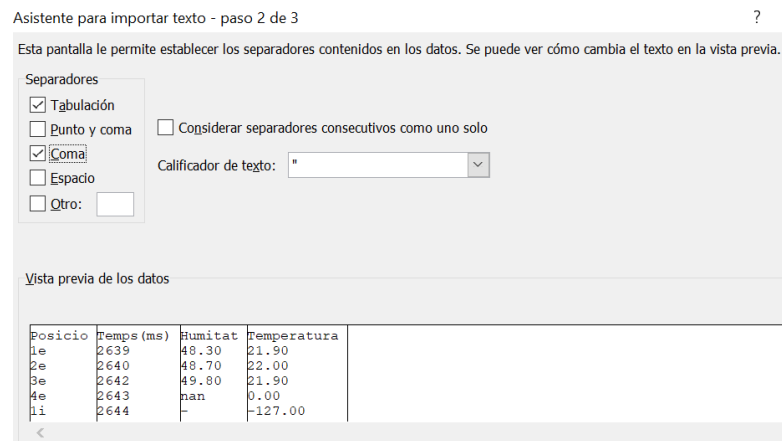 Asistente para importar texto - paso 2 de 3 ?
Esta pantalla le permite establecer los separadores contenidos en los datos. Se puede ver cómo cambia el texto en la vista previa.
Separadores
Tabulación
Punto y coma
Coma
Espacio
Otro:
Considerar separadores consecutivos como uno solo
Calificador de texto: "
Vista previa de los datos
Posicio Temps(ms) Humitat Temperatura
1e 2639 48.30 21.90
2e 2640 48.70 22.00
3e 2642 49.80 21.90
4e 2643 nan 0.00
1i 2644 - -127.00